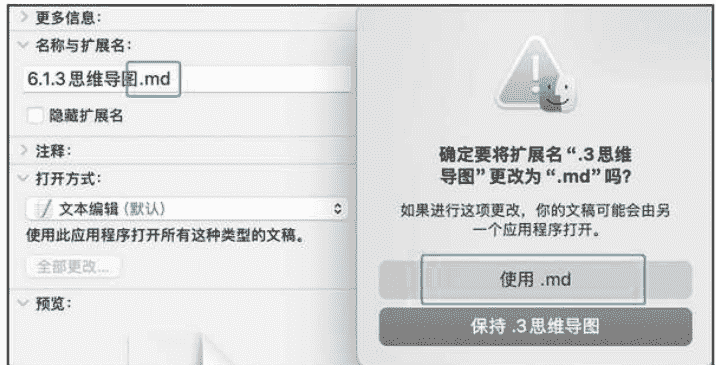 更多信息：
名称与扩展名：
6.1.3思维导图.md
隐藏扩展名
注释：
打开方式：
文本编辑 (默认)
使用此应用程序打开所有这种类型的文稿。
全部更改...
预览：
确定要将扩展名“.3思维
导图”更改为“.md”吗？
如果进行这项更改，你的文稿可能会由另
一个应用程序打开。
使用 .md
保持 .3思维导图